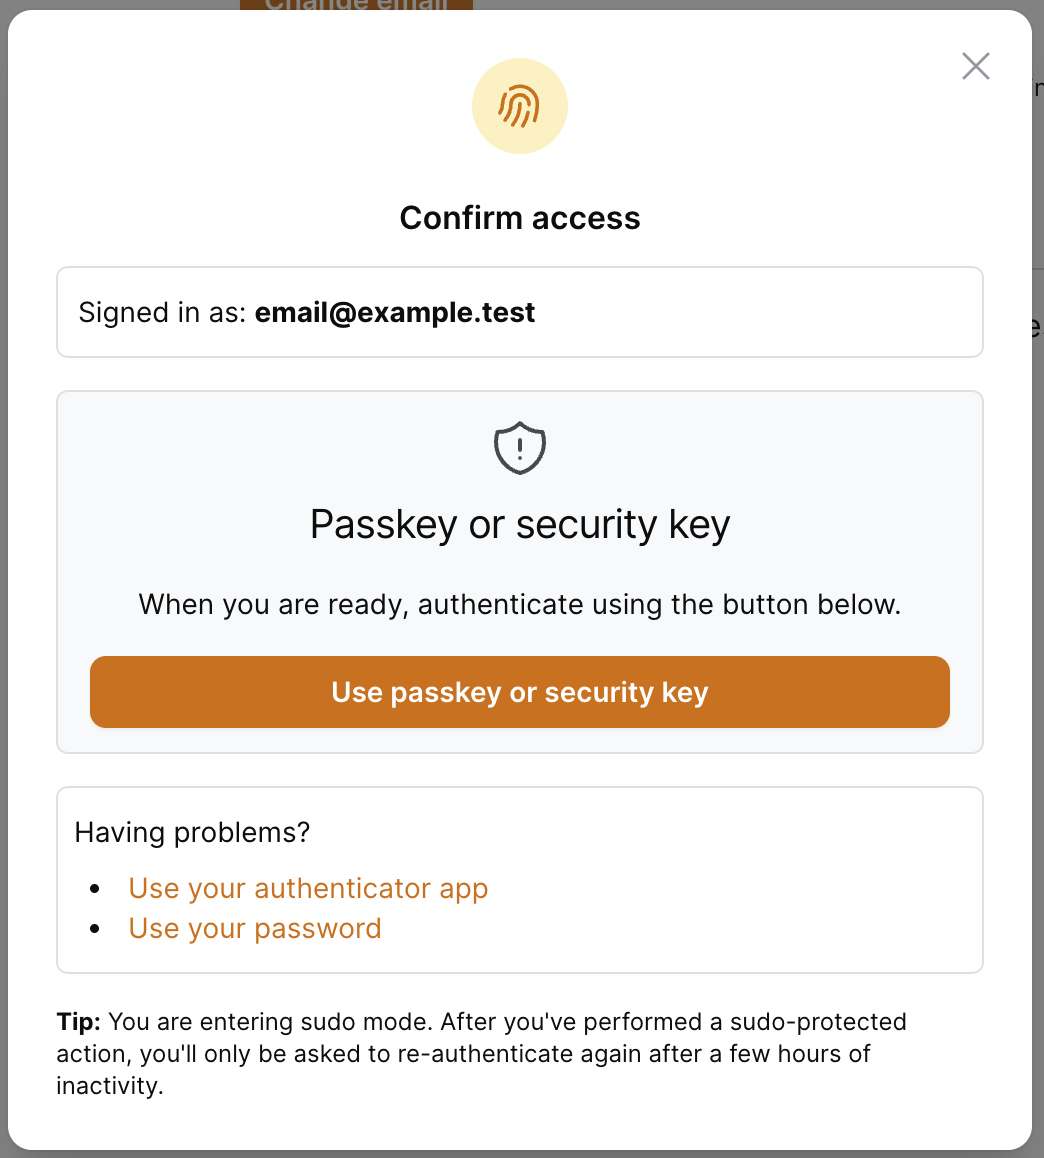 Change email
Confirm access
Signed in as: email@example.test
Passkey or security key
When you are ready, authenticate using the button below.
Use passkey or security key
Having problems?
• Use your authenticator app
• Use your password
Tip: You are entering sudo mode. After you've performed a sudo-protected
action, you'll only be asked to re-authenticate again after a few hours of
inactivity.